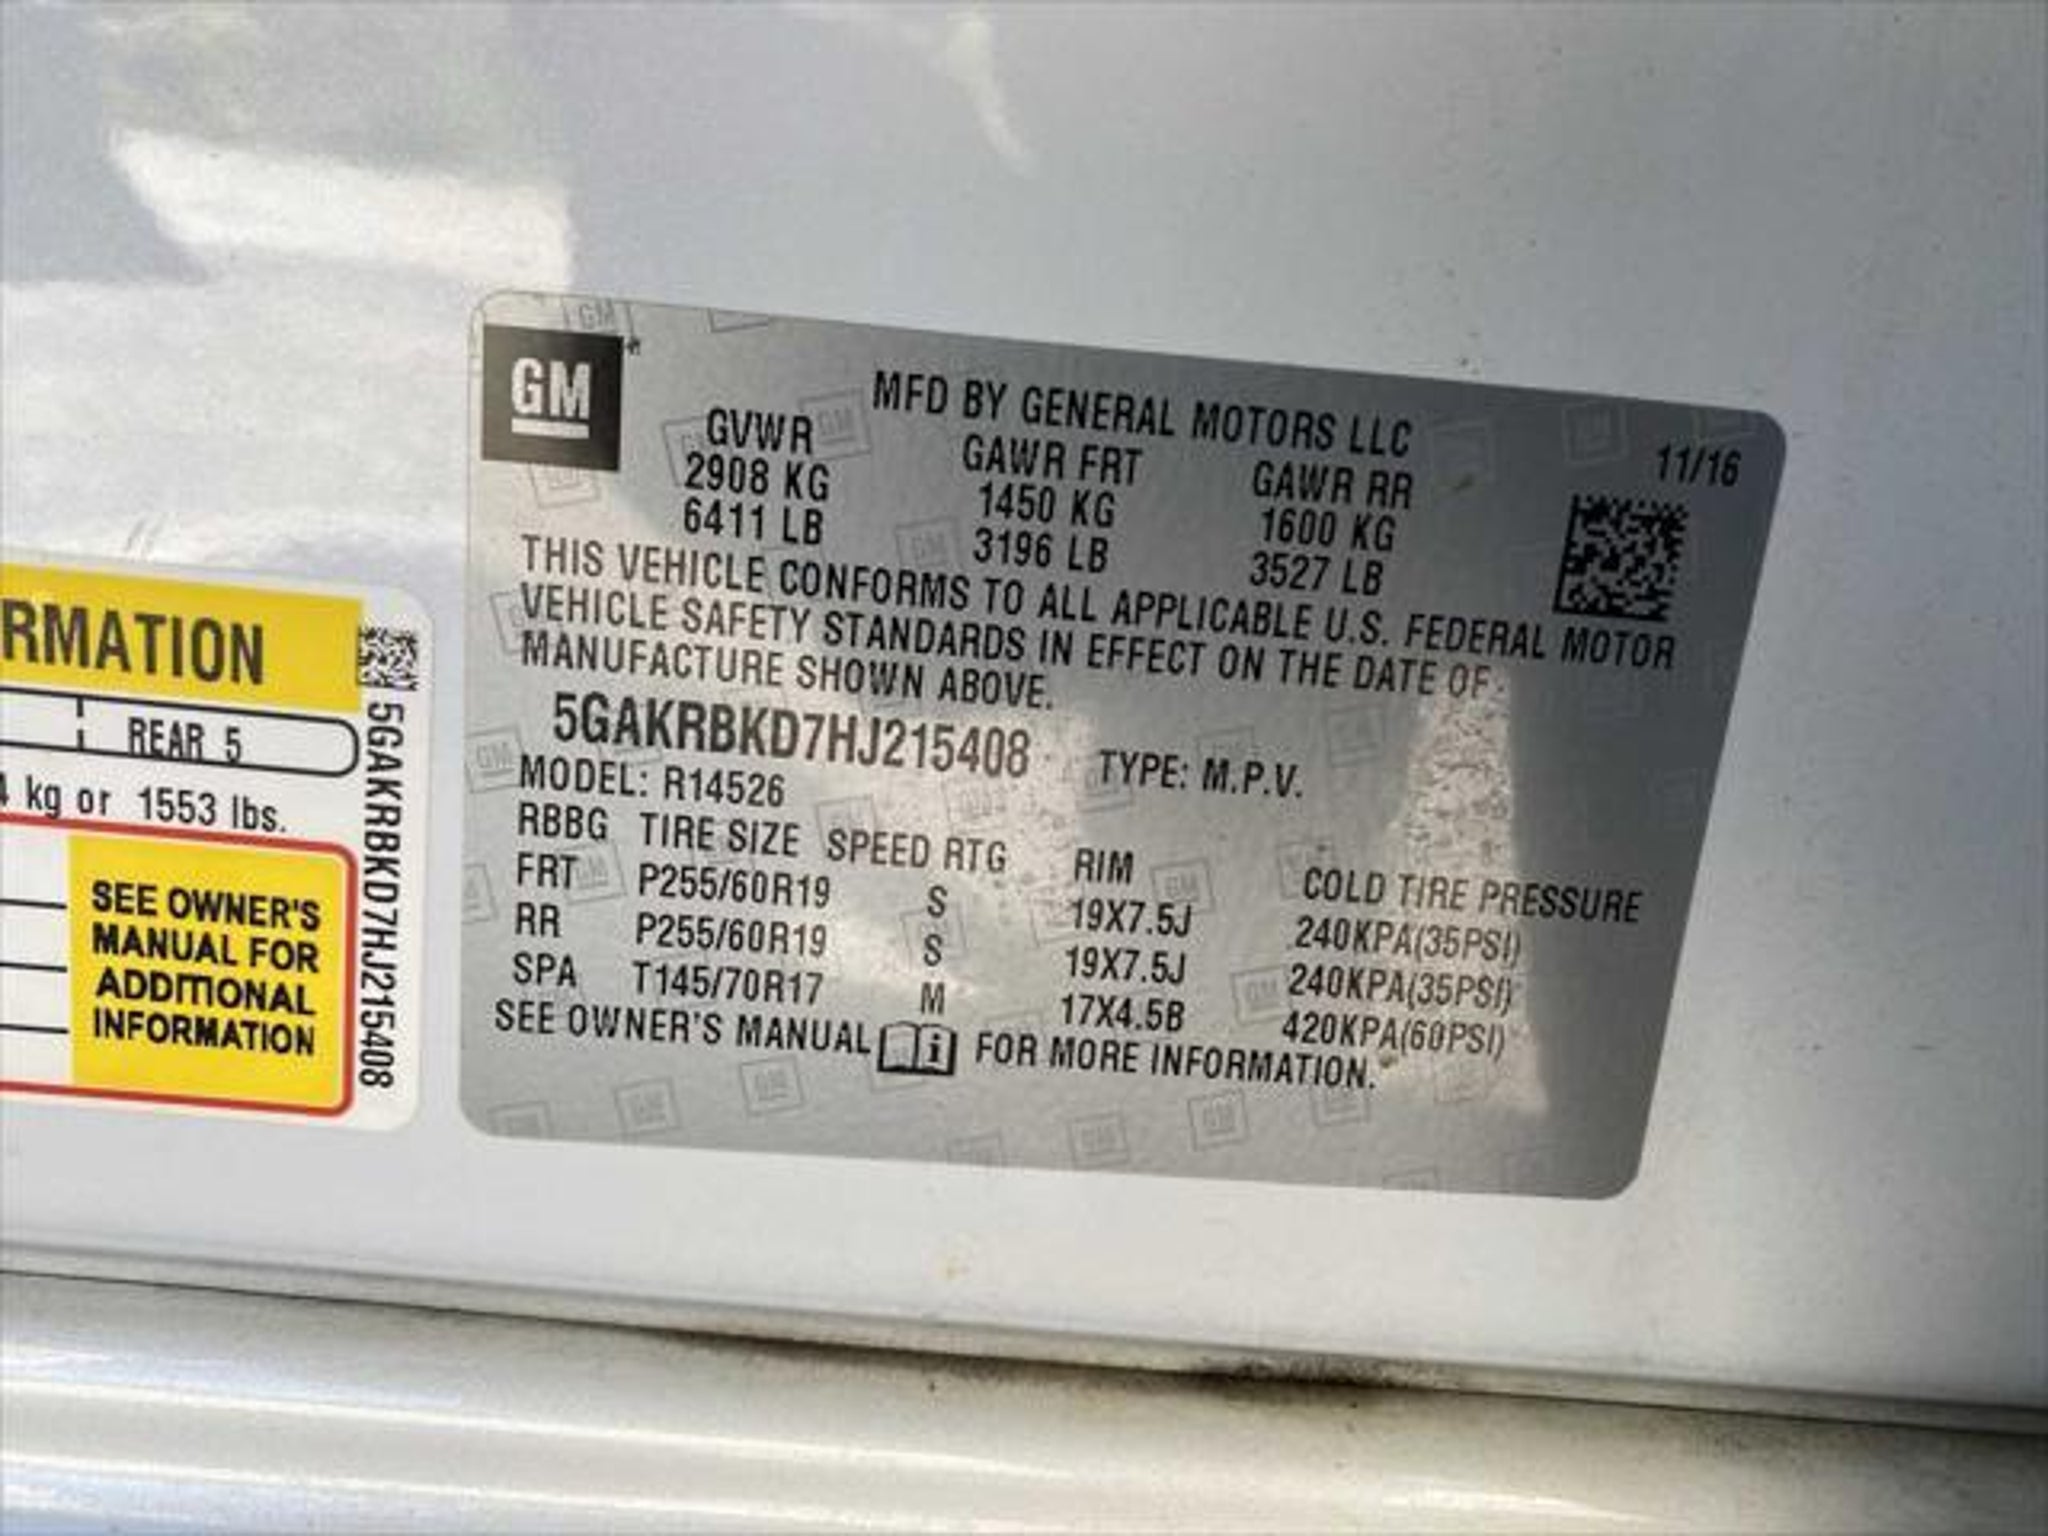 RMATION
REAR 5
kg or 1553 lbs.
SEE OWNER'S
MANUAL FOR
ADDITIONAL
INFORMATION
5GAKRBKD7HJ215408
GM
MFD BY GENERAL MOTORS LLC
11/16
GVWR GAWR FRT GAWR RR
2908 KG 1450 KG 1600 KG
6411 LB 3196 LB 3527 LB
THIS VEHICLE CONFORMS TO ALL APPLICABLE U.S. FEDERAL MOTOR
VEHICLE SAFETY STANDARDS IN EFFECT ON THE DATE OF
MANUFACTURE SHOWN ABOVE.
5GAKRBKD7HJ215408 TYPE: M.P.V.
MODEL: R14526
RBBG TIRE SIZE SPEED RTG RIM COLD TIRE PRESSURE
FRT P255/60R19 S 19X7.5J 240KPA(35PSI)
RR P255/60R19 S 19X7.5J 240KPA(35PSI)
SPA T145/70R17 M 17X4.5B 420KPA(60PSI)
SEE OWNER'S MANUAL i FOR MORE INFORMATION.